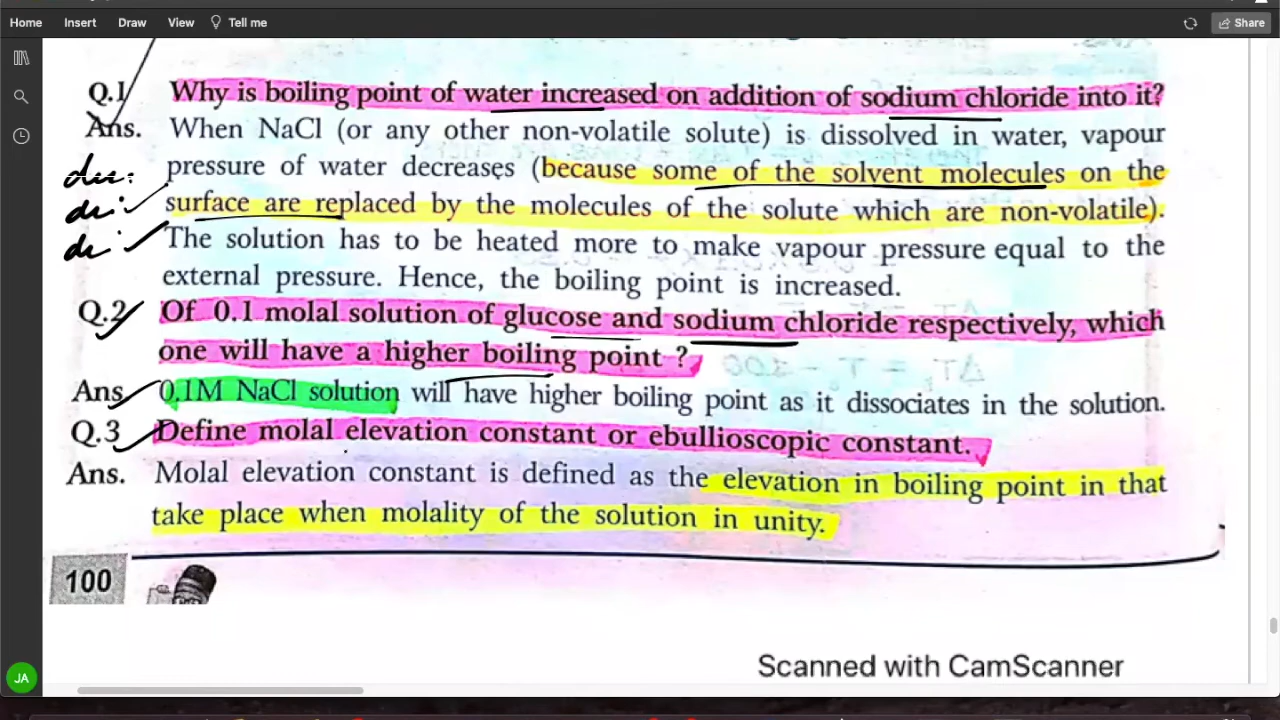 Home Insert Draw View Tell me Share
Q.1 Why is boiling point of water increased on addition of sodium chloride into it?
Ans. When NaCl (or any other non-volatile solute) is dissolved in water, vapour
pressure of water decreases (because some of the solvent molecules on the
surface are replaced by the molecules of the solute which are non-volatile).
The solution has to be heated more to make vapour pressure equal to the
external pressure. Hence, the boiling point is increased.
Q.2 Of 0.1 molal solution of glucose and sodium chloride respectively, which
one will have a higher boiling point ?
Ans 0.1M NaCl solution will have higher boiling point as it dissociates in the solution.
Q.3 Define molal elevation constant or ebullioscopic constant.
Ans. Molal elevation constant is defined as the elevation in boiling point in that
take place when molality of the solution in unity.
100
JA
Scanned with CamScanner